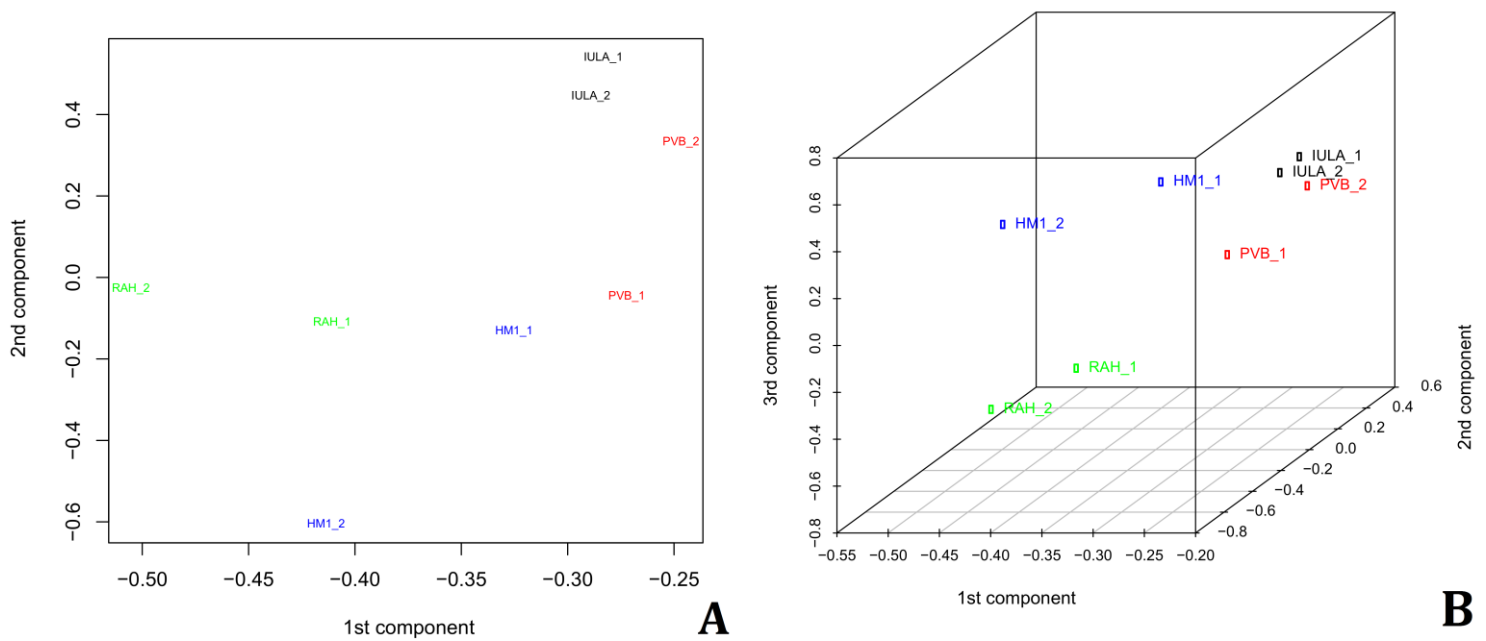 IULA_1
IULA_2
PVB_2
RAH_2
PVB_1
RAH_1
HM1_1
HM1_2
0.4
0.2
0.0
−0.2
−0.4
−0.6
2nd component
−0.50
−0.45
−0.40
−0.35
−0.30
−0.25
1st component
A
0.8
0.6
0.4
0.2
0.0
−0.2
−0.4
−0.6
−0.8
3rd component
IULA_1
IULA_2
HM1_1
PVB_2
HM1_2
PVB_1
RAH_1
RAH_2
0.6
0.4
0.2
0.0
−0.2
−0.4
−0.6
−0.8
2nd component
−0.55
−0.50
−0.40
−0.35
−0.30
−0.25
−0.20
1st component
B